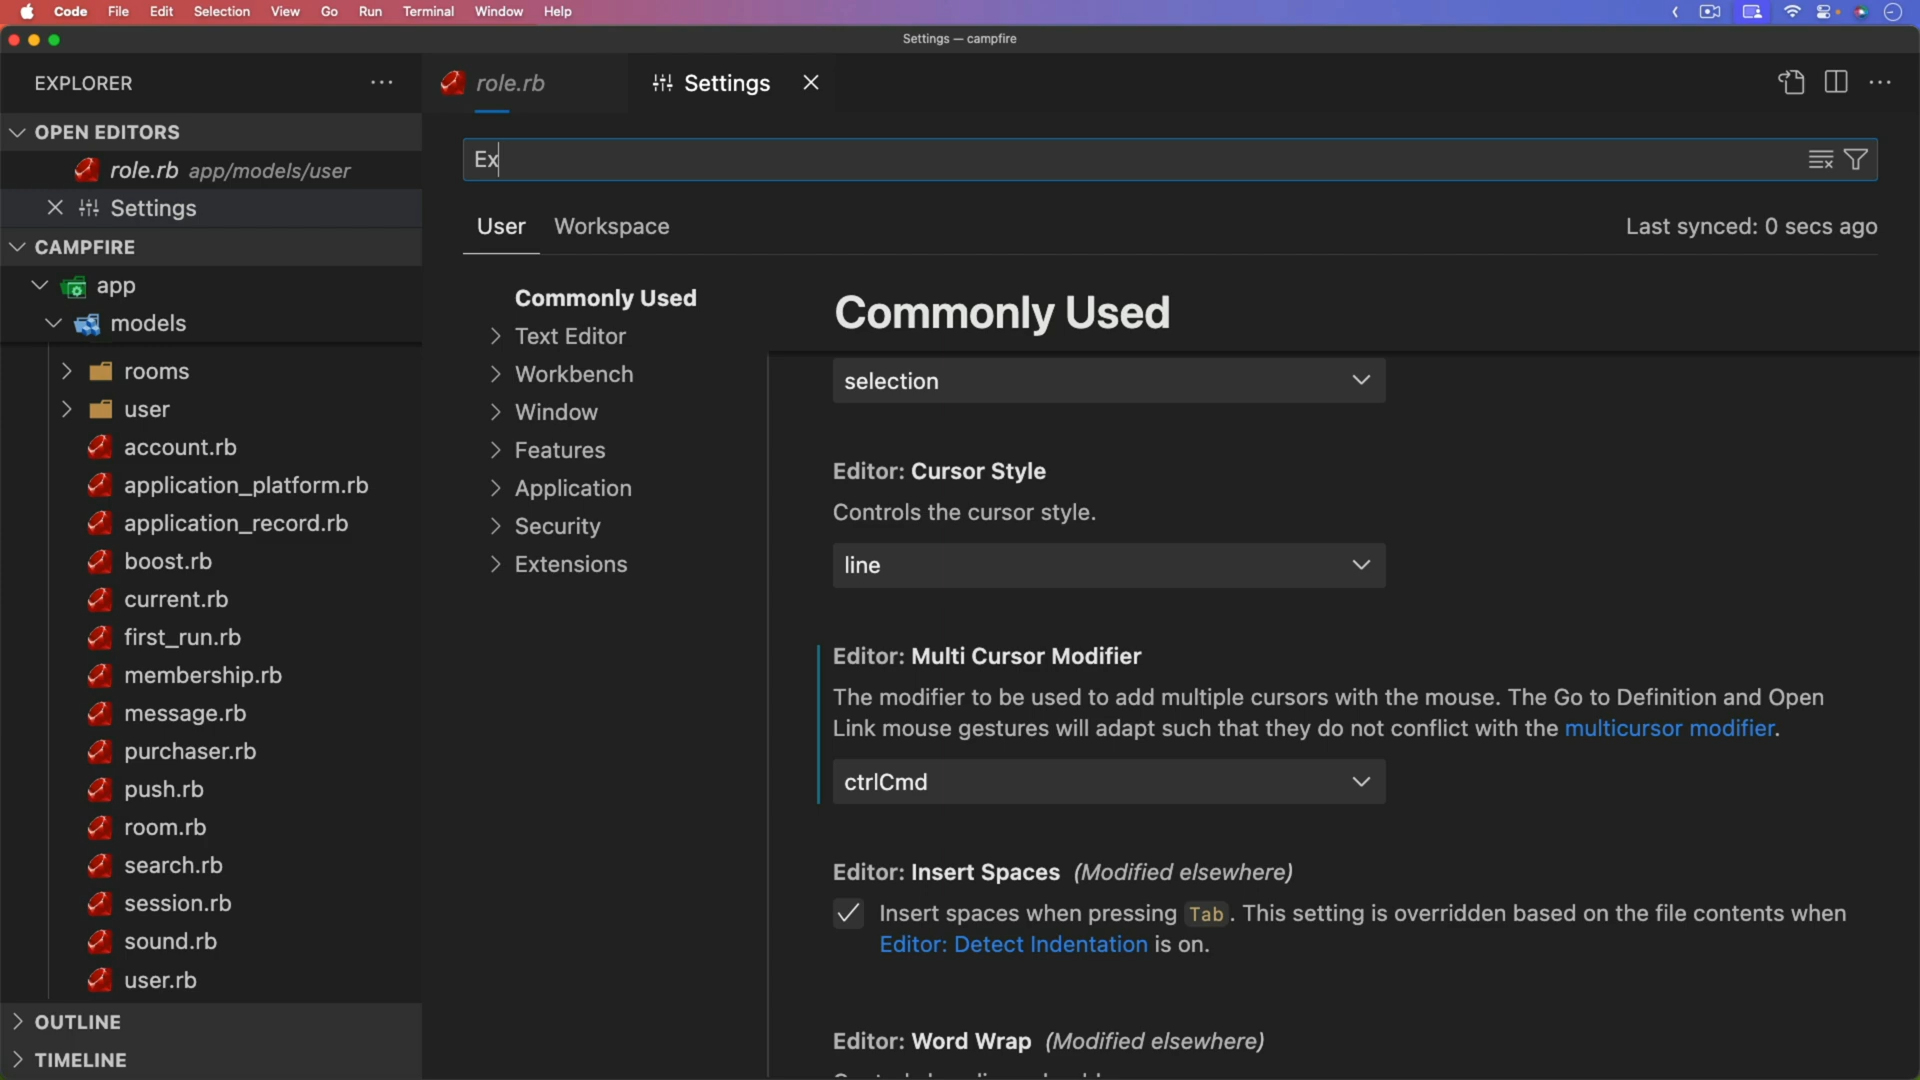 Code File Edit Selection View Go Run Terminal Window Help
Settings — campfire
EXPLORER
OPEN EDITORS
role.rb app/models/user
Settings
CAMPFIRE
app
models
rooms
user
account.rb
application_platform.rb
application_record.rb
boost.rb
current.rb
first_run.rb
membership.rb
message.rb
purchaser.rb
push.rb
room.rb
search.rb
session.rb
sound.rb
user.rb
OUTLINE
TIMELINE
role.rb
Settings
Ex
User Workspace
Last synced: 0 secs ago
Commonly Used
Text Editor
Workbench
Window
Features
Application
Security
Extensions
Commonly Used
selection
Editor: Cursor Style
Controls the cursor style.
line
Editor: Multi Cursor Modifier
The modifier to be used to add multiple cursors with the mouse. The Go to Definition and Open
Link mouse gestures will adapt such that they do not conflict with the multicursor modifier.
ctrlCmd
Editor: Insert Spaces (Modified elsewhere)
Insert spaces when pressing Tab. This setting is overridden based on the file contents when
Editor: Detect Indentation is on.
Editor: Word Wrap (Modified elsewhere)